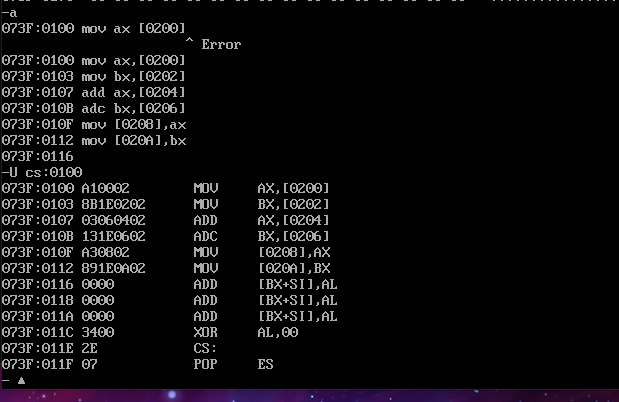 -a
073F:0100 mov ax [0200]
^ Error
073F:0100 mov ax,[0200]
073F:0103 mov bx,[0202]
073F:0107 add ax,[0204]
073F:010B adc bx,[0206]
073F:010F mov [0208],ax
073F:0112 mov [020A],bx
073F:0116
-U cs:0100
073F:0100 A10002 MOV AX,[0200]
073F:0103 8B1E0202 MOV BX,[0202]
073F:0107 03060402 ADD AX,[0204]
073F:010B 131E0602 ADC BX,[0206]
073F:010F A30802 MOV [0208],AX
073F:0112 891E0A02 MOV [020A],BX
073F:0116 0000 ADD [BX+SI],AL
073F:0118 0000 ADD [BX+SI],AL
073F:011A 0000 ADD [BX+SI],AL
073F:011C 3400 XOR AL,00
073F:011E 2E CS:
073F:011F 07 POP ES
- ▲